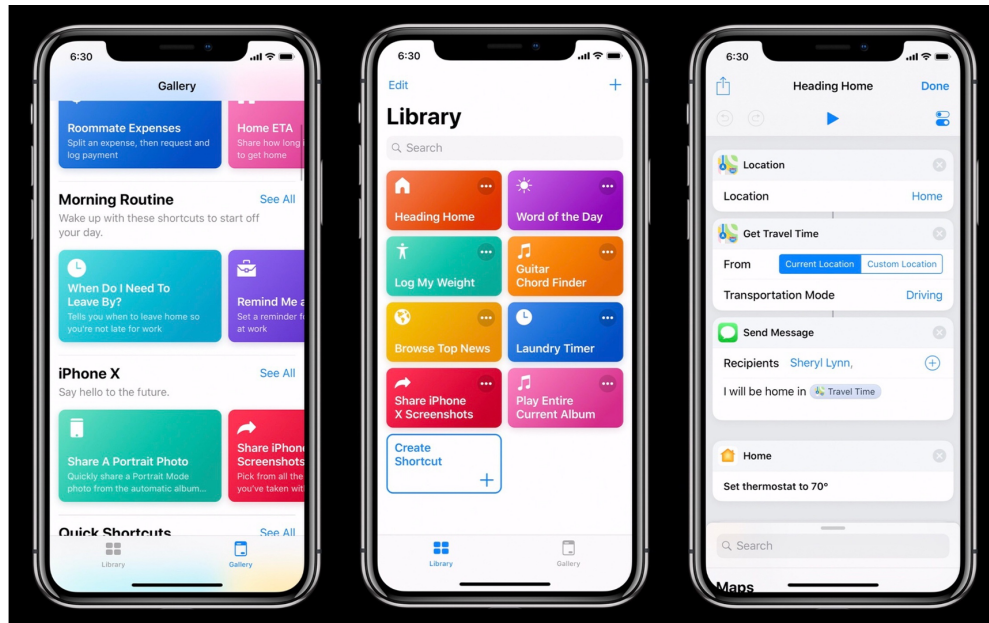 6:30
Gallery
Roommate Expenses
Split an expense, then request and
log payment
Home ETA
Share how long
to get home
Morning Routine
See All
Wake up with these shortcuts to start off
your day.
When Do I Need To
Leave By?
Tells you when to leave home so
you're not late for work
Remind Me a
Set a reminder f
at work
iPhone X
See All
Say hello to the future.
Share A Portrait Photo
Quickly share a Portrait Mode
photo from the automatic album...
Share iPhon
Screenshots
Pick from all the
you've taken wit
Quick Shortcuts
See All
Library
Gallery
6:30
Edit
+
Library
Search
Heading Home
Word of the Day
Log My Weight
Guitar
Chord Finder
Browse Top News
Laundry Timer
Share iPhone
X Screenshots
Play Entire
Current Album
Create
Shortcut
+
Library
Gallery
6:30
Heading Home
Done
Location
Location
Home
Get Travel Time
From
Current Location
Custom Location
Transportation Mode
Driving
Send Message
Recipients
Sheryl Lynn,
I will be home in Travel Time
Home
Set thermostat to 70°
Search
Maps